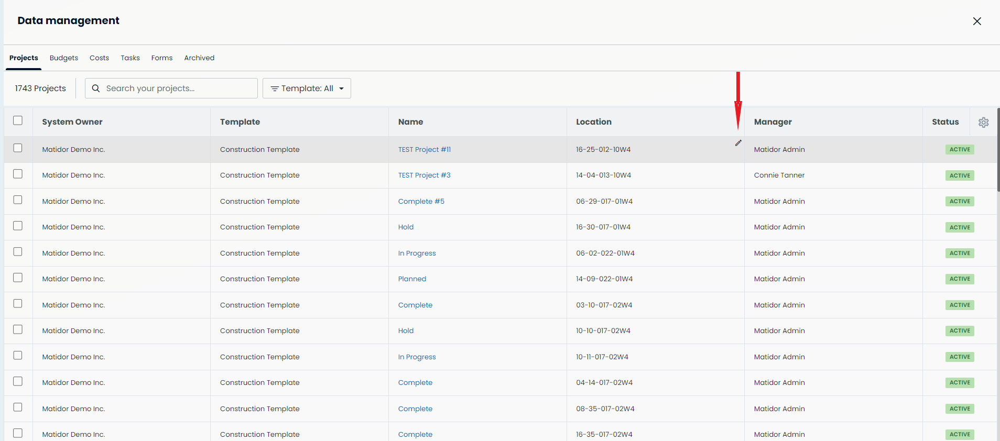 Data management
Projects Budgets Costs Tasks Forms Archived
1743 Projects Search your projects... Template: All
System Owner Template Name Location Manager Status
Matidor Demo Inc. Construction Template TEST Project #11 16-25-012-10W4 Matidor Admin ACTIVE
Matidor Demo Inc. Construction Template TEST Project #3 14-04-013-10W4 Connie Tanner ACTIVE
Matidor Demo Inc. Construction Template Complete #5 06-29-017-01W4 Matidor Admin ACTIVE
Matidor Demo Inc. Construction Template Hold 16-30-017-01W4 Matidor Admin ACTIVE
Matidor Demo Inc. Construction Template In Progress 06-02-022-01W4 Matidor Admin ACTIVE
Matidor Demo Inc. Construction Template Planned 14-09-022-01W4 Matidor Admin ACTIVE
Matidor Demo Inc. Construction Template Complete 03-10-017-02W4 Matidor Admin ACTIVE
Matidor Demo Inc. Construction Template Hold 10-10-017-02W4 Matidor Admin ACTIVE
Matidor Demo Inc. Construction Template In Progress 10-11-017-02W4 Matidor Admin ACTIVE
Matidor Demo Inc. Construction Template Complete 04-14-017-02W4 Matidor Admin ACTIVE
Matidor Demo Inc. Construction Template Complete 08-35-017-02W4 Matidor Admin ACTIVE
Matidor Demo Inc. Construction Template Complete 16-35-017-02W4 Matidor Admin ACTIVE